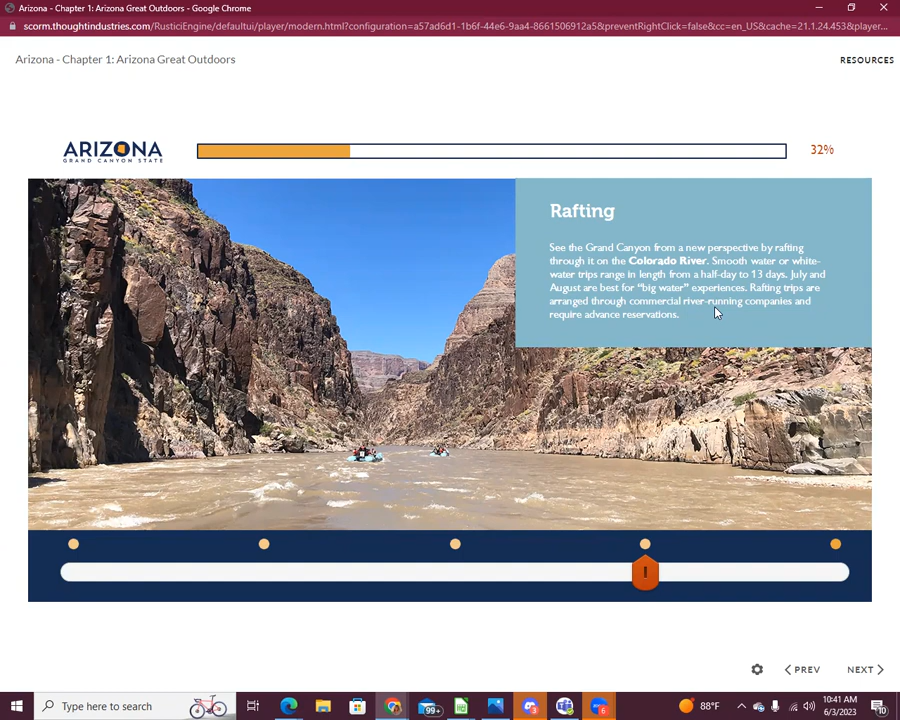 Arizona - Chapter 1: Arizona Great Outdoors - Google Chrome
scorm.thoughtindustries.com/RusticiEngine/defaultui/player/modern.html?configuration=a57ad6d1-1b6f-44e6-9aa4-8661506912a5&preventRightClick=false&cc=en_US&cache=21.1.24.453&player...
Arizona - Chapter 1: Arizona Great Outdoors
RESOURCES
ARIZONA
GRAND CANYON STATE
32%
Rafting
See the Grand Canyon from a new perspective by rafting
through it on the Colorado River. Smooth water or white-
water trips range in length from a half-day to 13 days. July and
August are best for “big water” experiences. Rafting trips are
arranged through commercial river-running companies and
require advance reservations.
PREV
NEXT
Type here to search
99+
3
6
88°F
10:41 AM
6/3/2023
10